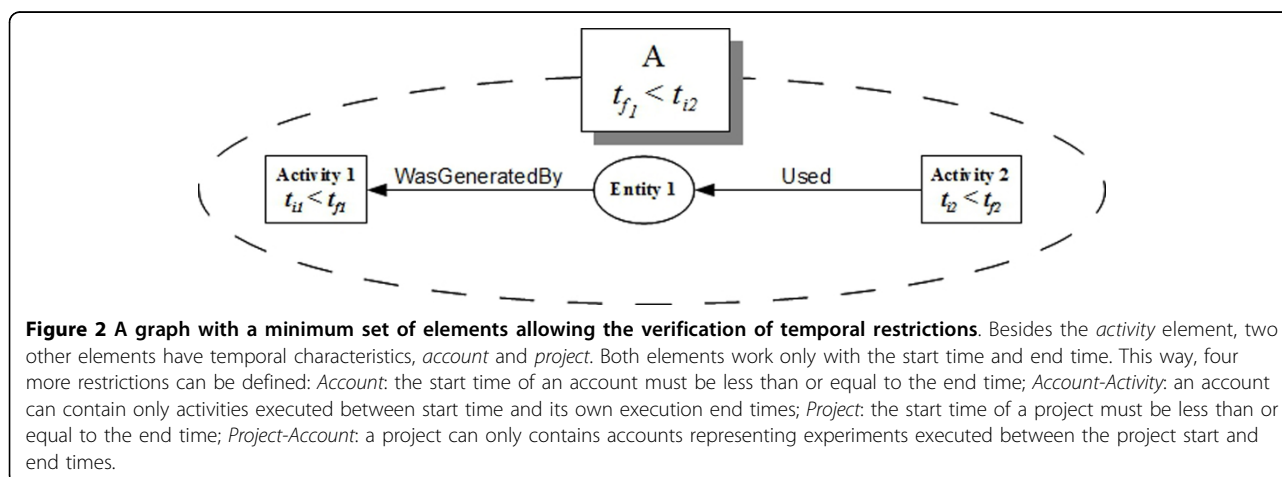 A
t_f1 < t_i2
Activity 1
t_i1 < t_f1
WasGeneratedBy
Entity 1
Used
Activity 2
t_i2 < t_f2
Figure 2 A graph with a minimum set of elements allowing the verification of temporal restrictions. Besides the activity element, two
other elements have temporal characteristics, account and project. Both elements work only with the start time and end time. This way, four
more restrictions can be defined: Account: the start time of an account must be less than or equal to the end time; Account-Activity: an account
can contain only activities executed between start time and its own execution end times; Project: the start time of a project must be less than or
equal to the end time; Project-Account: a project can only contains accounts representing experiments executed between the project start and
end times.